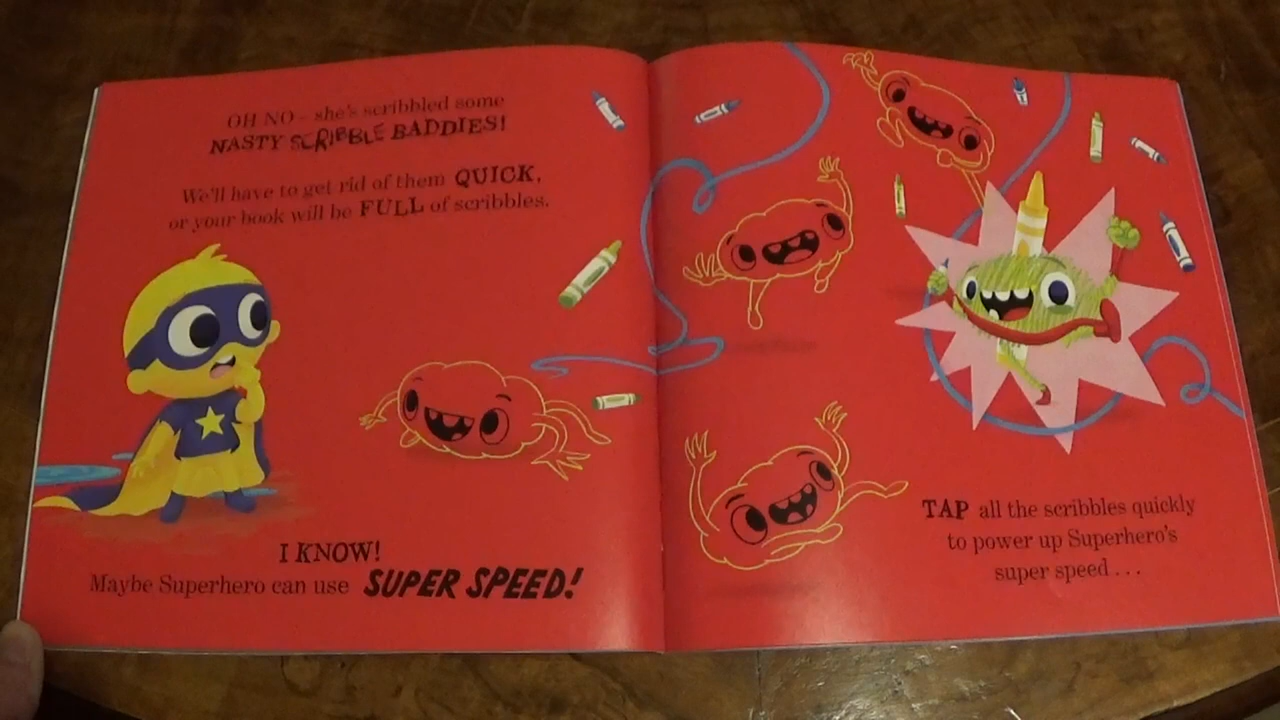 OH NO – she's scribbled some
NASTY SCRIBBLE BADDIES!
We'll have to get rid of them QUICK,
or your book will be FULL of scribbles.
I KNOW!
Maybe Superhero can use SUPER SPEED!
TAP all the scribbles quickly
to power up Superhero's
super speed . . .